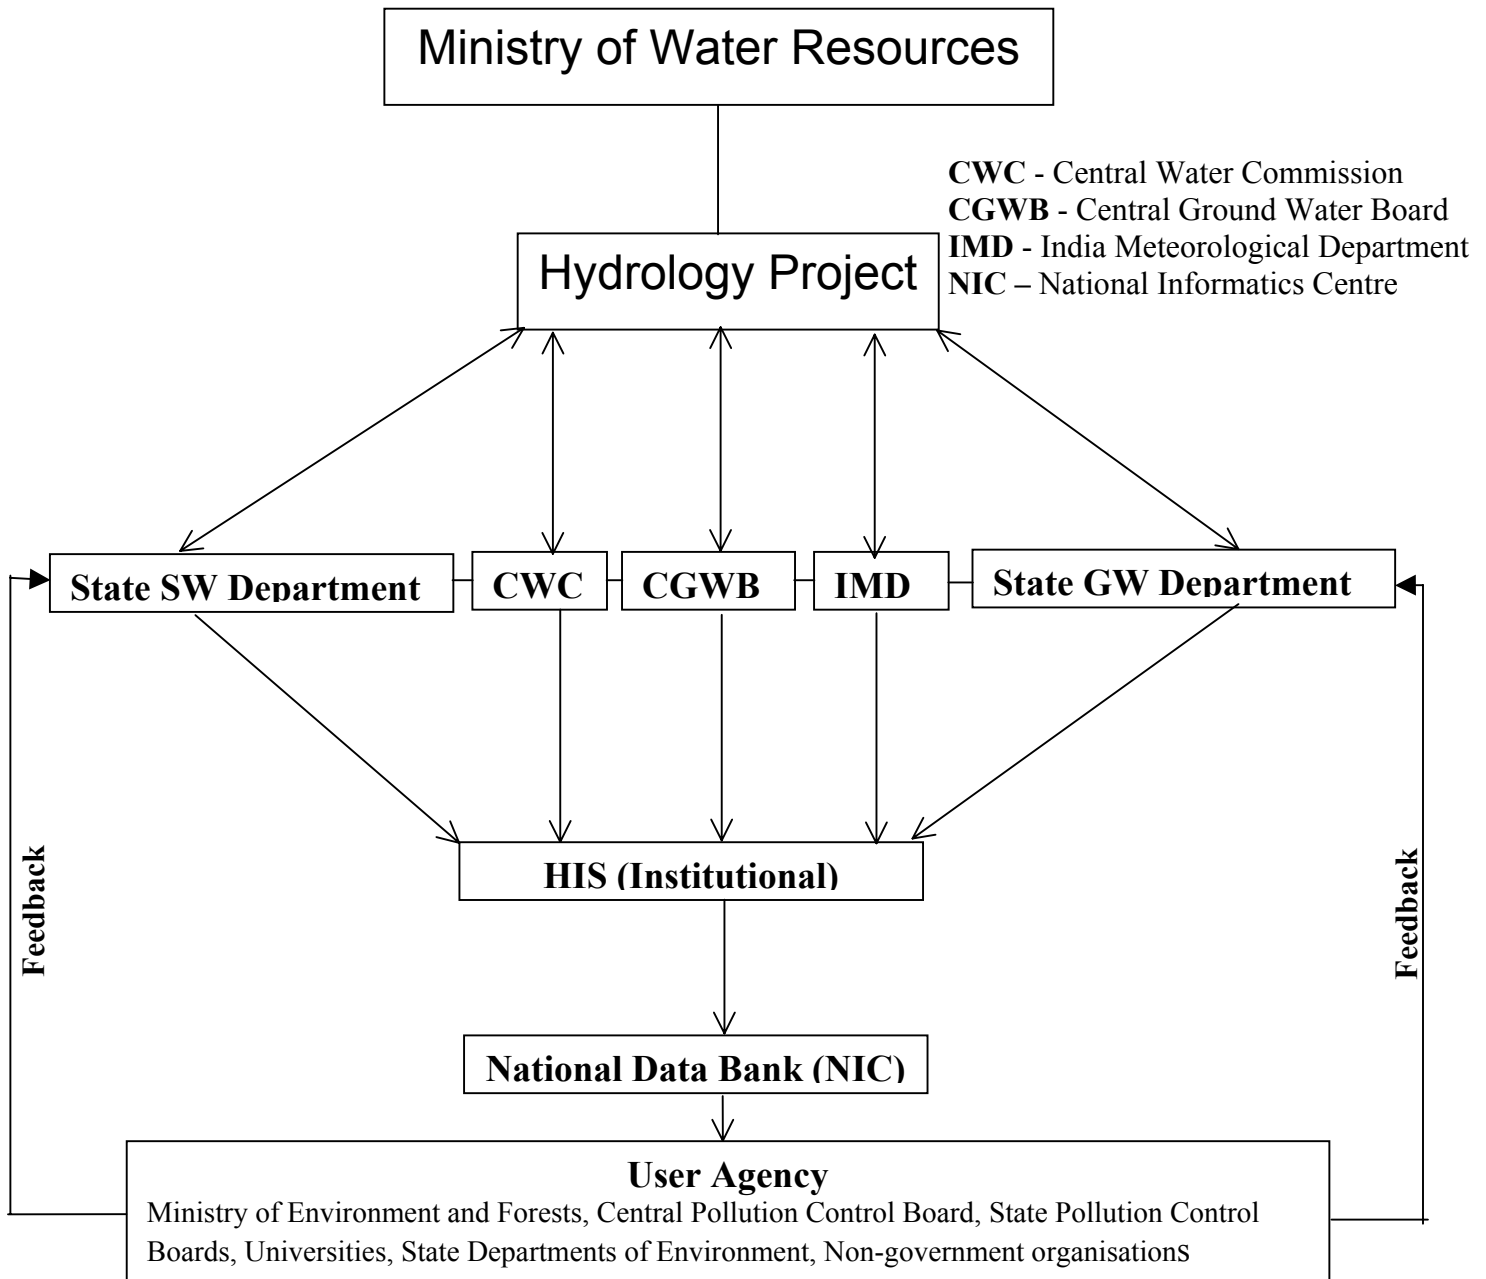 Ministry of Water Resources
CWC - Central Water Commission
CGWB - Central Ground Water Board
IMD - India Meteorological Department
NIC – National Informatics Centre
Hydrology Project
State SW Department
CWC
CGWB
IMD
State GW Department
HIS (Institutional)
Feedback
Feedback
National Data Bank (NIC)
User Agency
Ministry of Environment and Forests, Central Pollution Control Board, State Pollution Control
Boards, Universities, State Departments of Environment, Non-government organisations